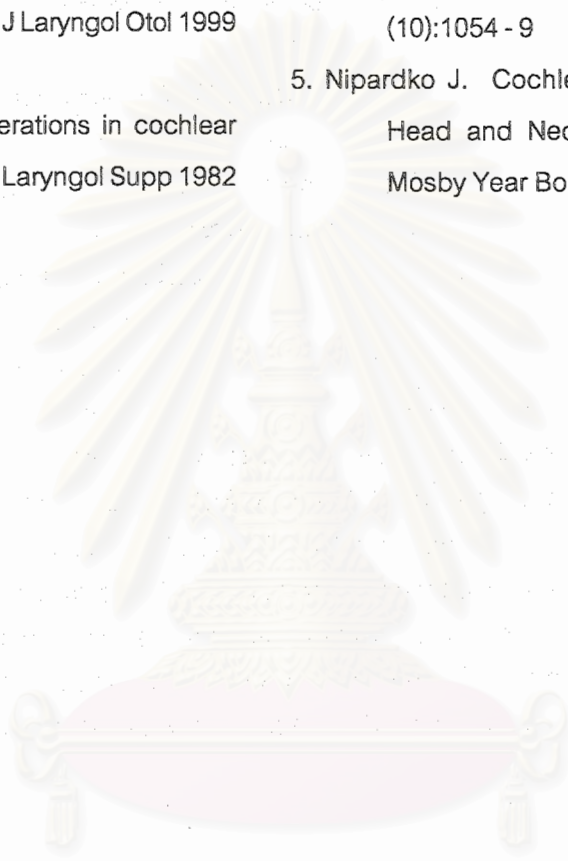 J Laryngol Otol 1999
erations in cochlear
Laryngol Supp 1982
(10):1054 - 9
5. Nipardko J. Cochle
Head and Nec
Mosby Year Bo